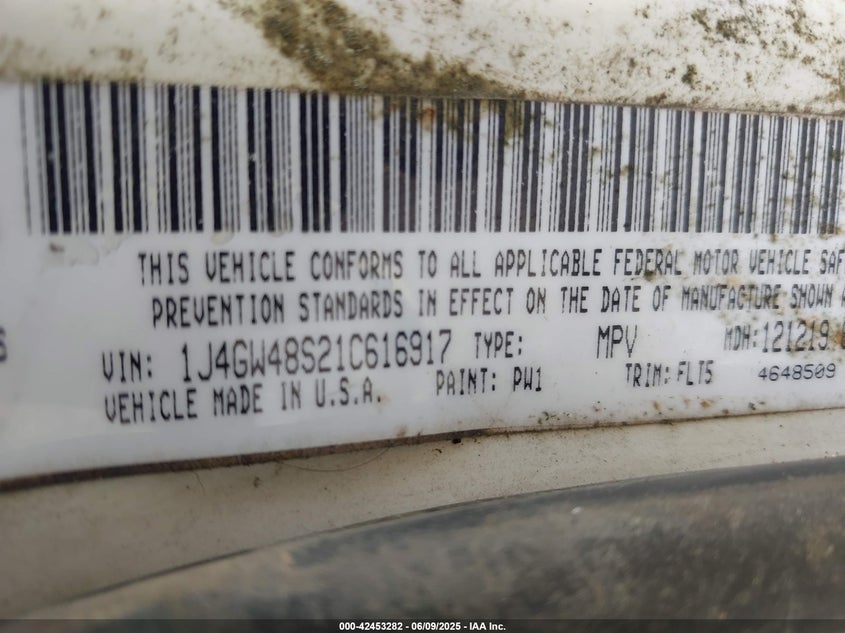 THIS VEHICLE CONFORMS TO ALL APPLICABLE FEDERAL MOTOR VEHICLE SAF
PREVENTION STANDARDS IN EFFECT ON THE DATE OF MANUFACTURE SHOWN A
S
VIN: 1J4GW48S21C616917 TYPE: MPV MDH:121219
VEHICLE MADE IN U.S.A. PAINT: PW1 TRIM: FLT5 4648509
000-42453282 - 06/09/2025 - IAA Inc.